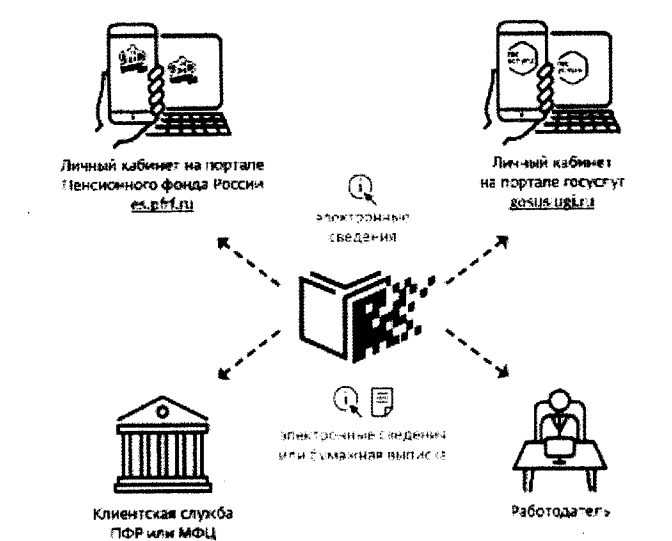 Личный кабинет на портале
Пенсионного фонда России
es.pfrf.ru
Личный кабинет
на портале госуслуг
gosuslugi.ru
электронные
сведения
электронные сведения
или бумажная выписка
Клиентская служба
ПФР или МФЦ
Работодатель